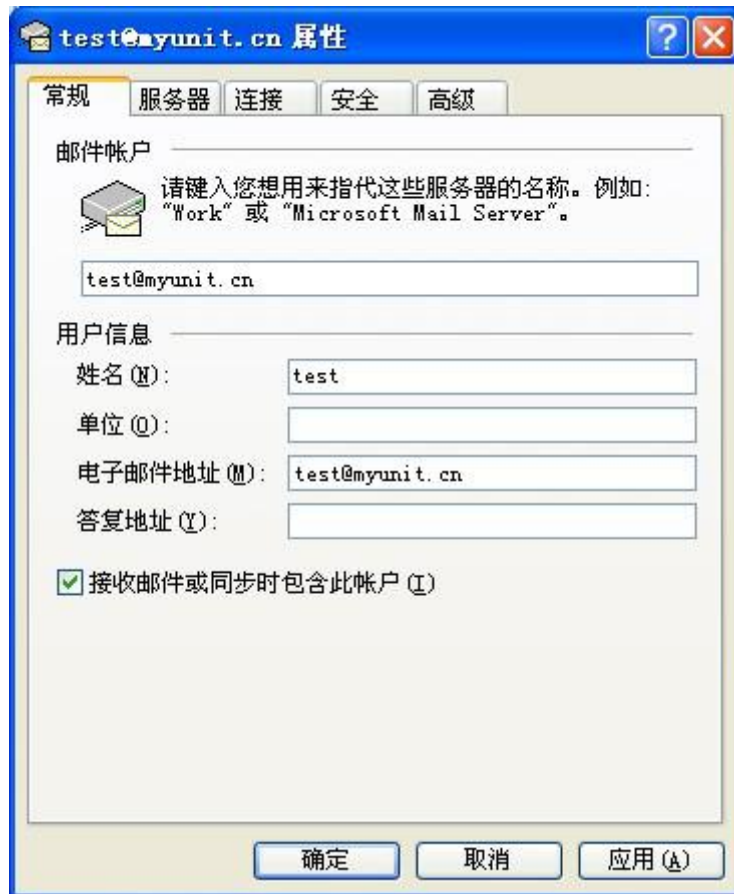 test@myunit.cn 属性
常规 服务器 连接 安全 高级
邮件帐户
请键入您想用来指代这些服务器的名称。例如:
“Work” 或 “Microsoft Mail Server”。
test@myunit.cn
用户信息
姓名(N): test
单位(O):
电子邮件地址(M): test@myunit.cn
答复地址(Y):
接收邮件或同步时包含此帐户(I)
确定 取消 应用(A)